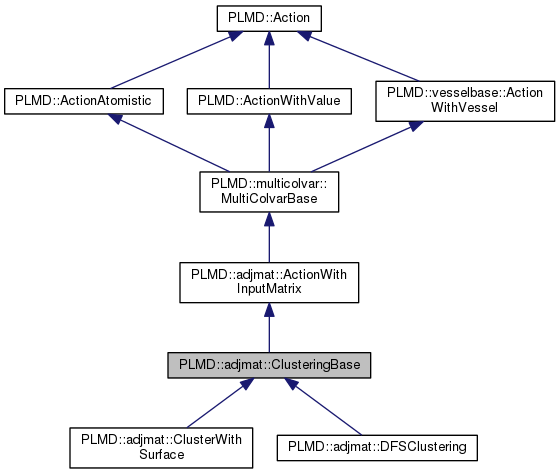 PLMD::Action
PLMD::ActionAtomistic
PLMD::ActionWithValue
PLMD::vesselbase::Action
WithVessel
PLMD::multicolvar::
MultiColvarBase
PLMD::adjmat::ActionWith
InputMatrix
PLMD::adjmat::ClusteringBase
PLMD::adjmat::ClusterWith
Surface
PLMD::adjmat::DFSClustering